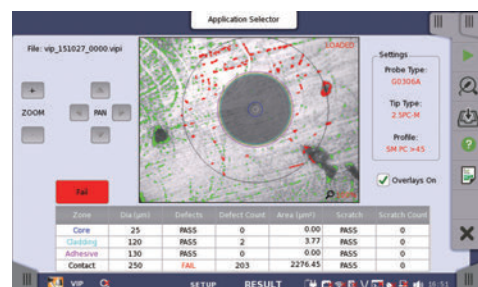 Application Selector
File: vip_151027_0000.vipi
LOADED
Settings
Probe Type:
G0306A
Tip Type:
2.5PC-M
Profile:
SM PC >45
ZOOM
PAN
Overlays On
Fail
Zone Dia (µm) Defects Defect Count Area (µm²) Scratch Scratch Count
Core 25 PASS 0 0.00 PASS 0
Cladding 120 PASS 2 3.77 PASS 0
Adhesive 130 PASS 0 0.00 PASS 0
Contact 250 FAIL 203 2276.45 PASS 0
VIP SETUP RESULT 18:51